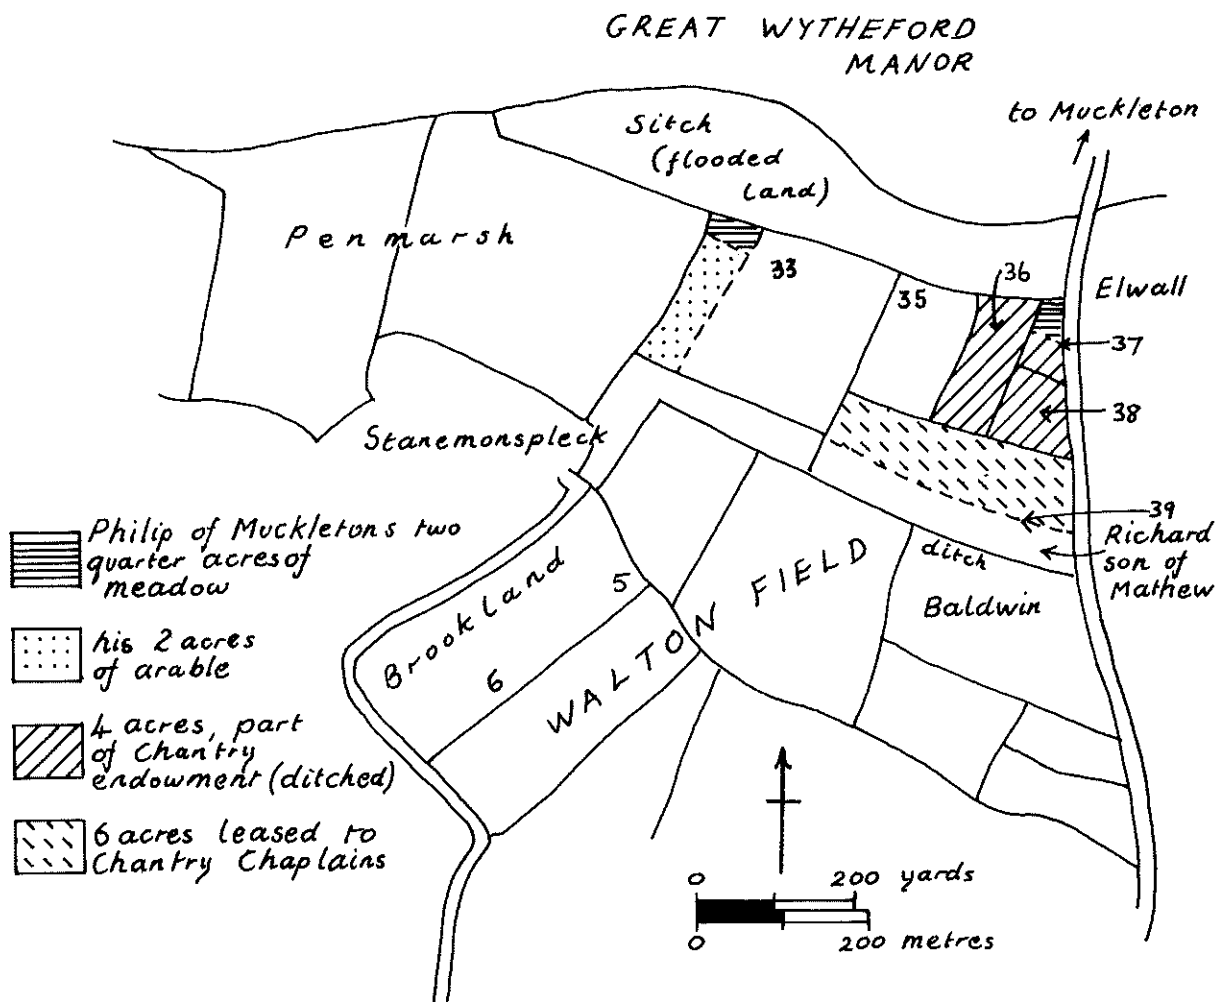 GREAT WYTHEFORD
MANOR
to Muckleton
Sitch
(flooded
land)
Penmarsh
33
35
36
Elwall
37
38
Stanemonspleck
39
Richard
son of
Mathew
ditch
Baldwin
Brookland
5
6
WALTON FIELD
Philip of Muckletons two
quarter acres of
meadow
his 2 acres
of arable
4 acres, part
of Chantry
endowment (ditched)
6 acres leased to
Chantry Chaplains
0 200 yards
0 200 metres